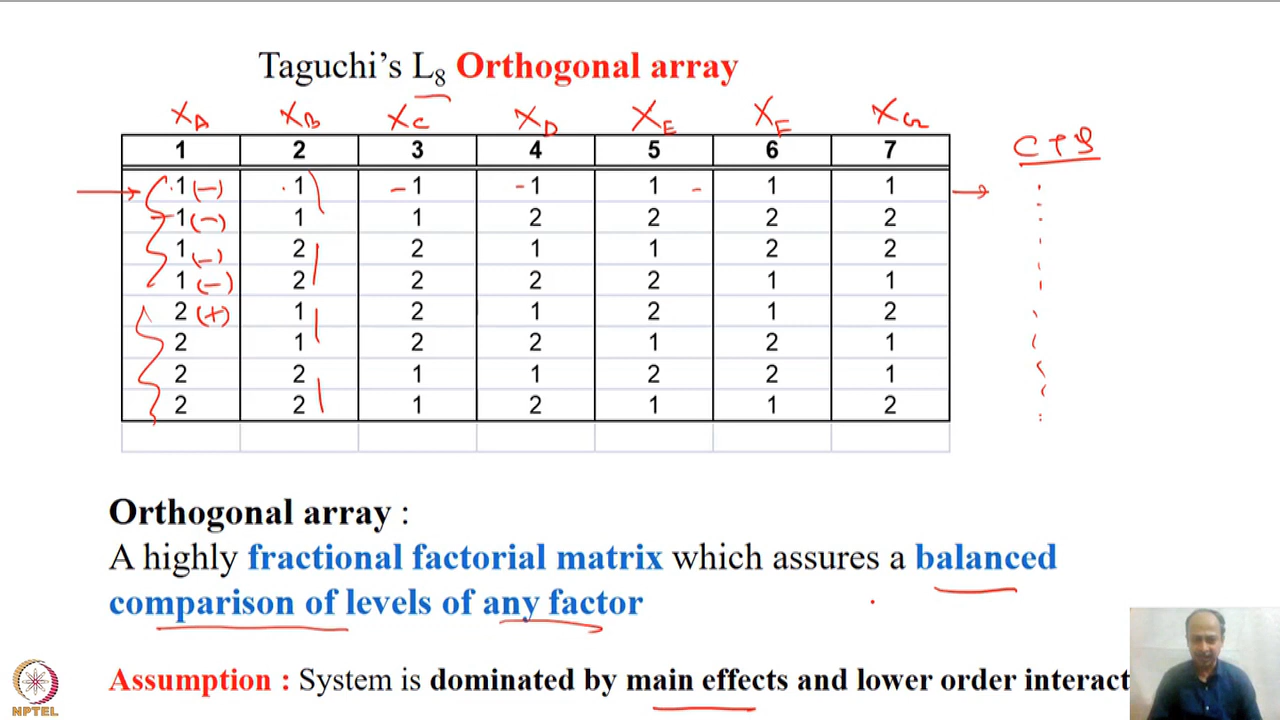 Taguchi's L8 Orthogonal array
XA XB XC XD XE XE XG
1 2 3 4 5 6 7 CTQ
1 (−) 1 − 1 − 1 1 − 1 1
1 (−) 1 1 2 2 2 2
1 (−) 2 2 1 1 2 2
1 (−) 2 2 2 2 1 1
2 (+) 1 2 1 2 1 2
2 1 2 2 1 2 1
2 2 1 1 2 2 1
2 2 1 2 1 1 2
Orthogonal array :
A highly fractional factorial matrix which assures a balanced
comparison of levels of any factor
Assumption : System is dominated by main effects and lower order interact
NPTEL